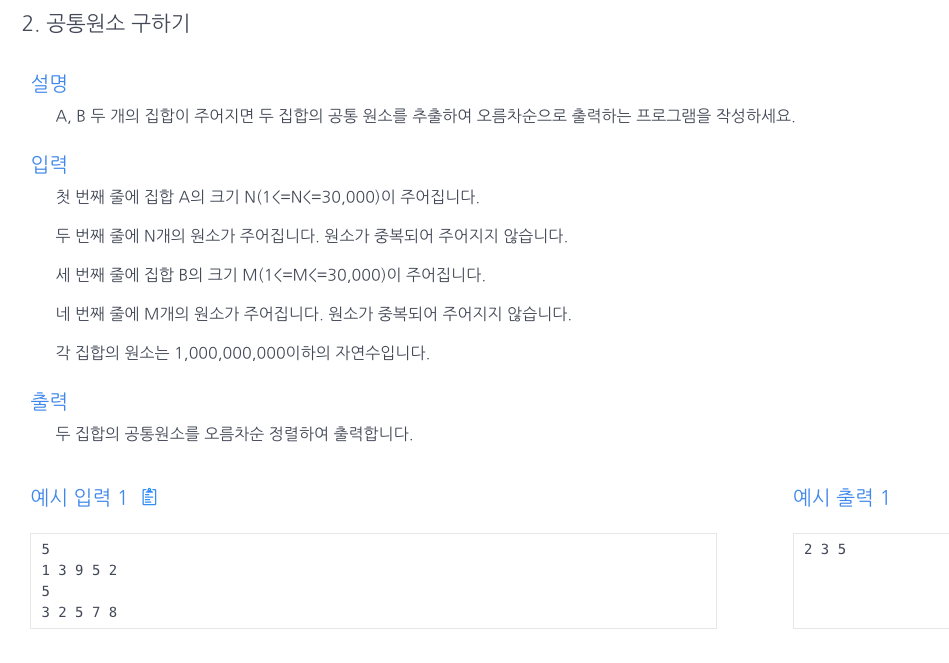 2. 공통원소 구하기
설명
A, B 두 개의 집합이 주어지면 두 집합의 공통 원소를 추출하여 오름차순으로 출력하는 프로그램을 작성하세요.
입력
첫 번째 줄에 집합 A의 크기 N(1<=N<=30,000)이 주어집니다.
두 번째 줄에 N개의 원소가 주어집니다. 원소가 중복되어 주어지지 않습니다.
세 번째 줄에 집합 B의 크기 M(1<=M<=30,000)이 주어집니다.
네 번째 줄에 M개의 원소가 주어집니다. 원소가 중복되어 주어지지 않습니다.
각 집합의 원소는 1,000,000,000이하의 자연수입니다.
출력
두 집합의 공통원소를 오름차순 정렬하여 출력합니다.
예시 입력 1
5
1 3 9 5 2
5
3 2 5 7 8
예시 출력 1
2 3 5